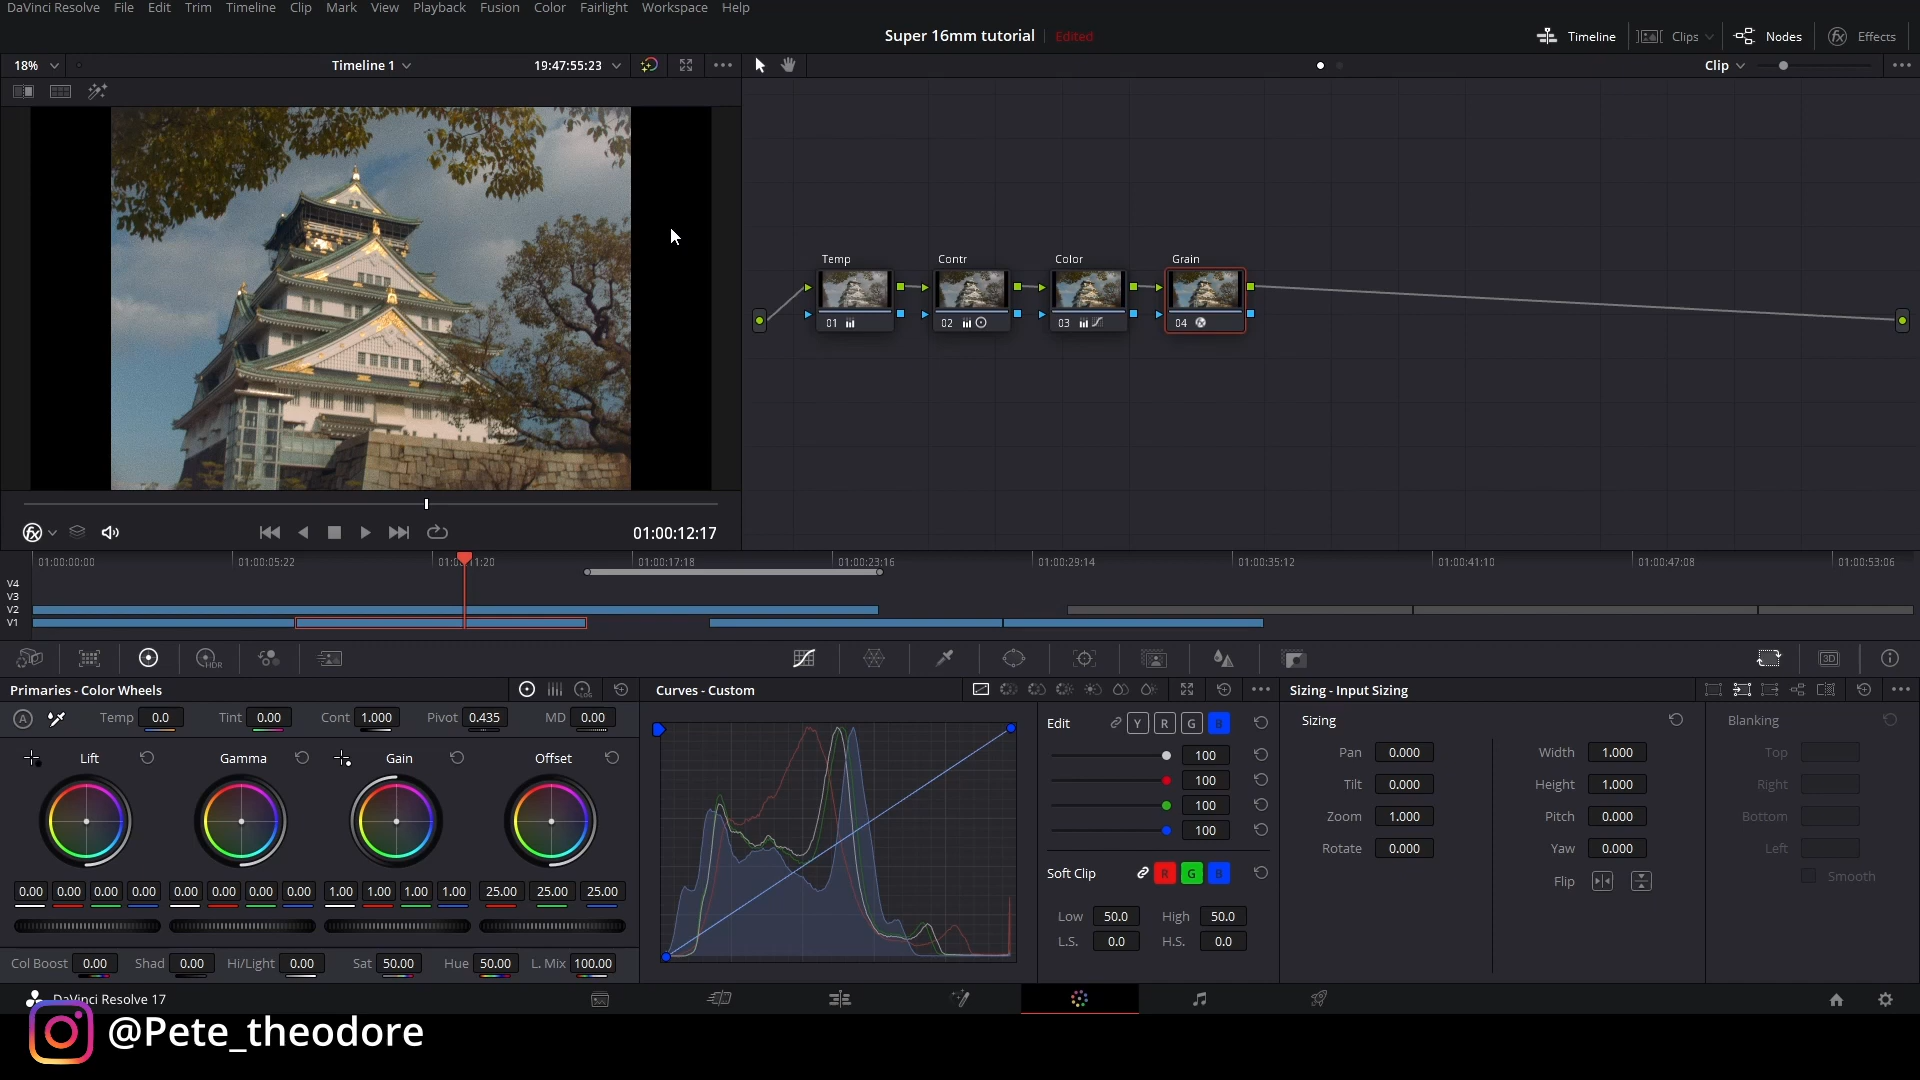 DaVinci Resolve File Edit Trim Timeline Clip Mark View Playback Fusion Color Fairlight Workspace Help
Super 16mm tutorial Edited
Timeline Clips Nodes Effects
18% Timeline 1 19:47:55:23 Clip
Temp Contr Color Grain
01 02 03 04
01:00:12:17
01:00:00:00 01:00:05:22 01:00:11:20 01:00:17:18 01:00:23:16 01:00:29:14 01:00:35:12 01:00:41:10 01:00:47:08 01:00:53:06
V4
V3
V2
V1
HDR 3D
Primaries - Color Wheels
LOG
A Temp 0.0 Tint 0.00 Cont 1.000 Pivot 0.435 MD 0.00
Lift Gamma Gain Offset
0.00 0.00 0.00 0.00 0.00 0.00 0.00 0.00 1.00 1.00 1.00 1.00 25.00 25.00 25.00
Col Boost 0.00 Shad 0.00 Hi/Light 0.00 Sat 50.00 Hue 50.00 L. Mix 100.00
Curves - Custom
Edit Y R G B
100
100
100
100
Soft Clip R G B
Low 50.0 High 50.0
L.S. 0.0 H.S. 0.0
Sizing - Input Sizing
Sizing Blanking
Pan 0.000 Width 1.000 Top
Tilt 0.000 Height 1.000 Right
Zoom 1.000 Pitch 0.000 Bottom
Rotate 0.000 Yaw 0.000 Left
Flip Smooth
DaVinci Resolve 17
@Pete_theodore